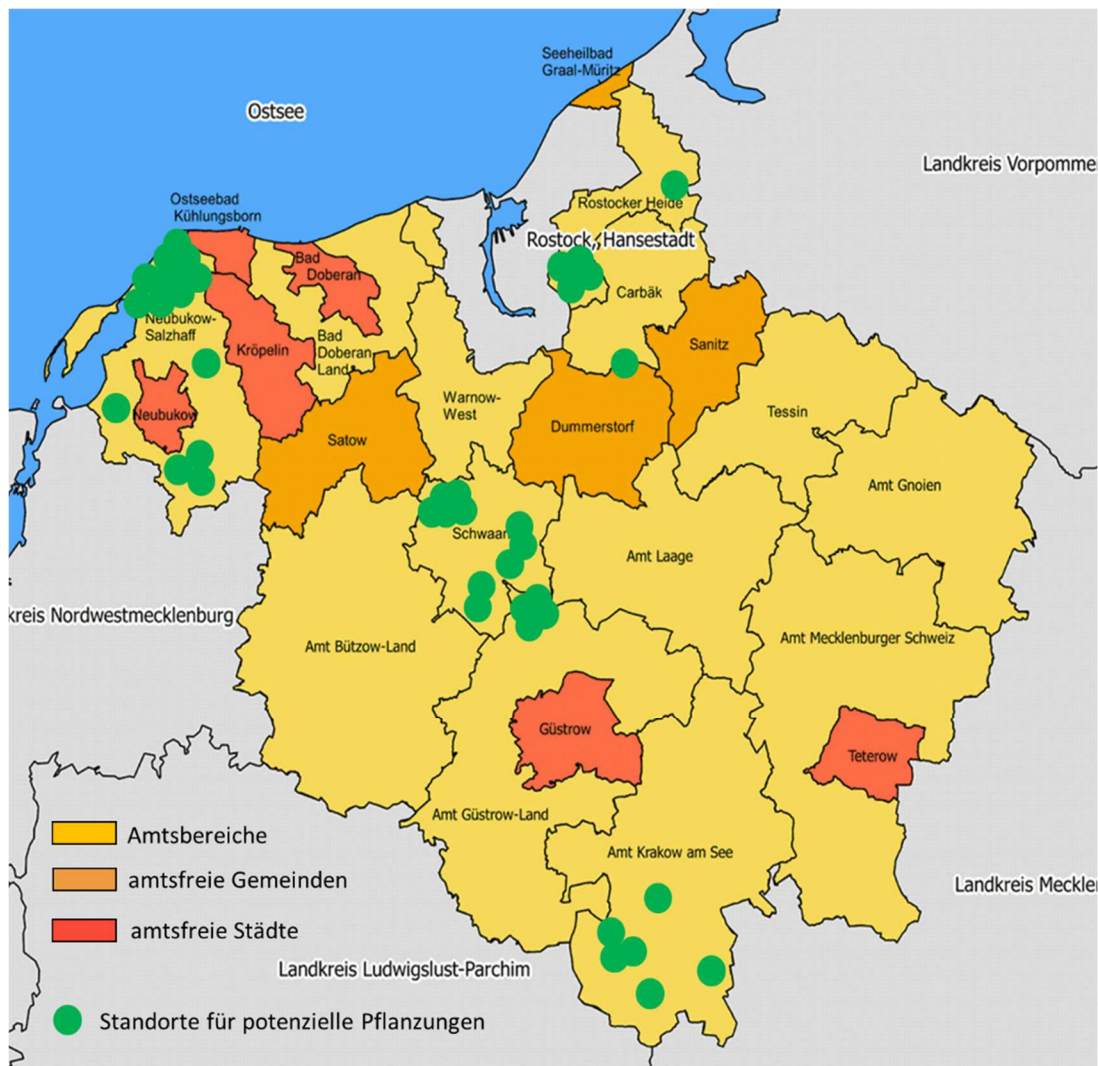 Seeheilbad
Graal-Müritz
Ostsee
Landkreis Vorpomme
Ostseebad
Kühlungsborn
Rostocker Heide
Rostock, Hansestadt
Bad
Doberan
Carbäk
Neubukow-
Salzhaff
Kröpelin
Bad
Doberan
Land
Sanitz
Warnow-
West
Neubukow
Satow
Dummerstorf
Tessin
Amt Gnoien
Schwaan
Amt Laage
kreis Nordwestmecklenburg
Amt Bützow-Land
Amt Mecklenburger Schweiz
Güstrow
Teterow
Amt Güstrow-Land
Amt Krakow am See
Landkreis Mecklen
Landkreis Ludwigslust-Parchim
Amtsbereiche
amtsfreie Gemeinden
amtsfreie Städte
Standorte für potenzielle Pflanzungen